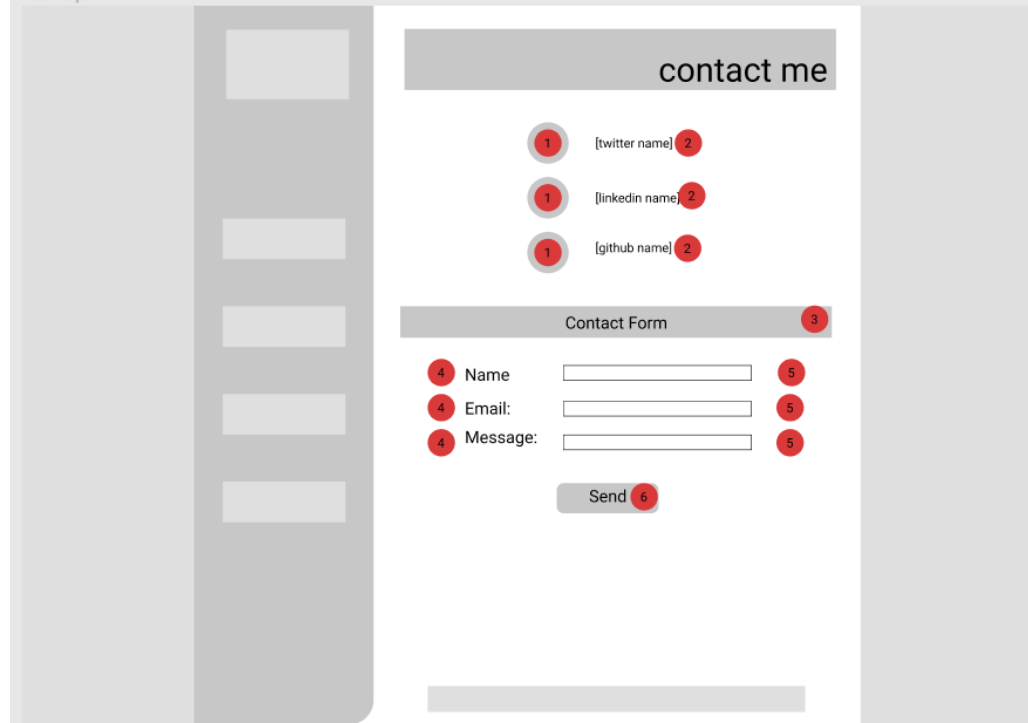 contact me
1 [twitter name] 2
1 [linkedin name] 2
1 [github name] 2
Contact Form 3
4 Name 5
4 Email: 5
4 Message: 5
Send 6